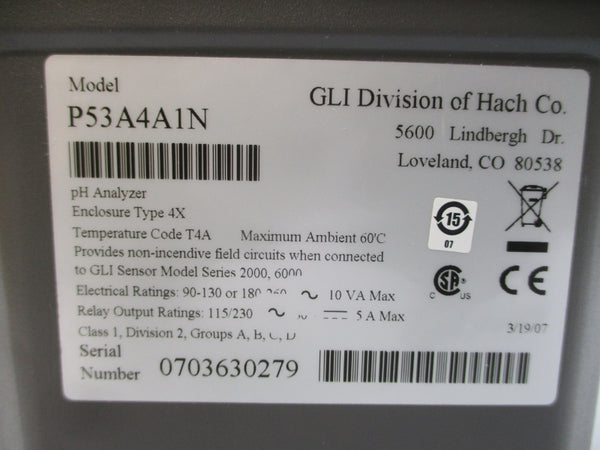 Model
P53A4A1N
GLI Division of Hach Co.
5600 Lindbergh Dr.
Loveland, CO 80538
pH Analyzer
Enclosure Type 4X
Temperature Code T4A Maximum Ambient 60'C
Provides non-incendive field circuits when connected
to GLI Sensor Model Series 2000, 6000
Electrical Ratings: 90-130 or ~ 10 VA Max
Relay Output Ratings: 115/230 ~ 5 A Max
Class 1, Division 2, Groups A, B, C, D
15
07
C US
CE
3/19/07
Serial
Number 0703630279